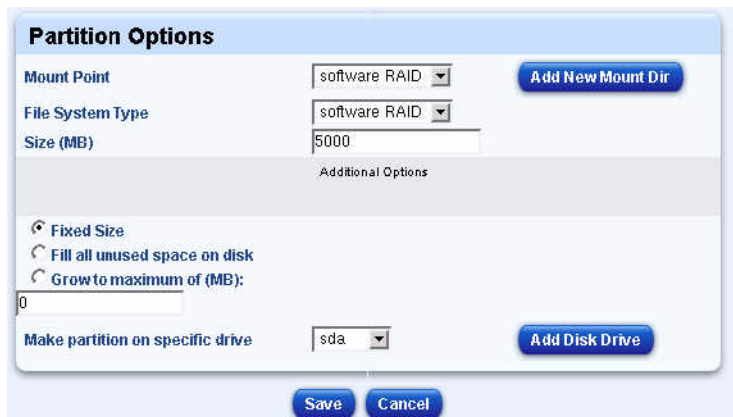 Partition Options
Mount Point software RAID Add New Mount Dir
File System Type software RAID
Size (MB) 5000
Additional Options
Fixed Size
Fill all unused space on disk
Grow to maximum of (MB):
0
Make partition on specific drive sda Add Disk Drive
Save Cancel